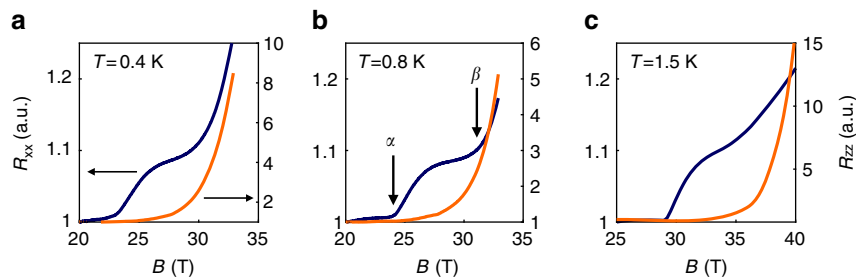 a
b
c
T=0.4 K
T=0.8 K
T=1.5 K
R_xx (a.u.)
1.2
1.1
1
10
8
6
4
2
20 25 30 35
B (T)
α
β
1.2
1.1
1
6
5
4
3
2
1
20 25 30 35
B (T)
1.2
1.1
1
15
10
5
R_zz (a.u.)
25 30 35 40
B (T)